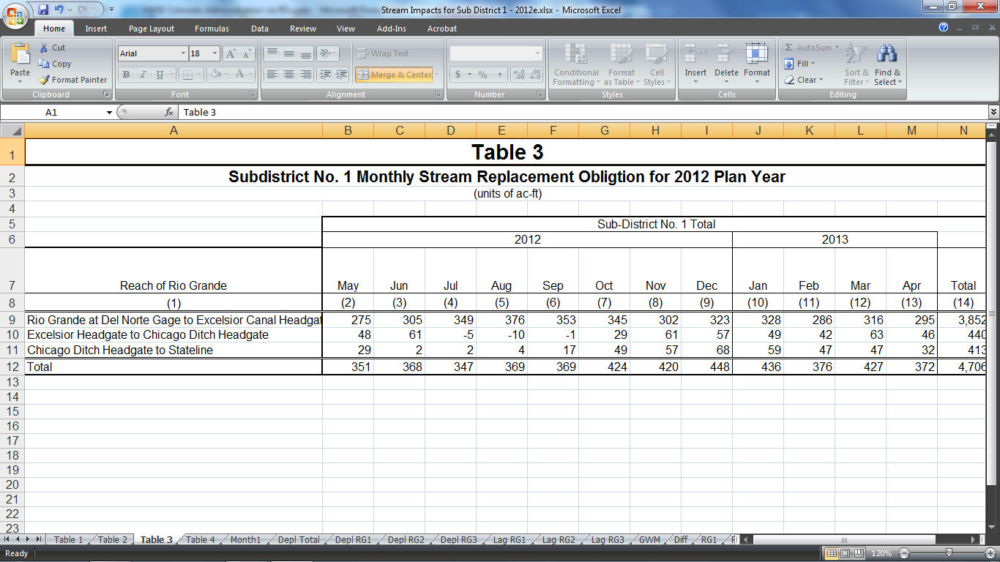 Stream Impacts for Sub District 1 - 2012e.xlsx - Microsoft Excel
Home Insert Page Layout Formulas Data Review View Add-Ins Acrobat
Paste
Cut
Copy
Format Painter
Clipboard
Arial 18
B I U
Font
Wrap Text
Merge & Center
Alignment
$ % ,
Number
Conditional Formatting
Format as Table
Cell Styles
Styles
Insert Delete Format
Cells
AutoSum
Fill
Clear
Sort & Filter
Find & Select
Editing
A1 fx Table 3
A B C D E F G H I J K L M N
1 Table 3
2 Subdistrict No. 1 Monthly Stream Replacement Obligtion for 2012 Plan Year
3 (units of ac-ft)
4
5 Sub-District No. 1 Total
6 2012 2013
7 Reach of Rio Grande May Jun Jul Aug Sep Oct Nov Dec Jan Feb Mar Apr Total
8 (1) (2) (3) (4) (5) (6) (7) (8) (9) (10) (11) (12) (13) (14)
9 Rio Grande at Del Norte Gage to Excelsior Canal Headgat 275 305 349 376 353 345 302 323 328 286 316 295 3,852
10 Excelsior Headgate to Chicago Ditch Headgate 48 61 -5 -10 -1 29 61 57 49 42 63 46 440
11 Chicago Ditch Headgate to Stateline 29 2 2 4 17 49 57 68 59 47 47 32 413
12 Total 351 368 347 369 369 424 420 448 436 376 427 372 4,706
13
14
15
16
17
18
19
20
21
22
23
Table 1 Table 2 Table 3 Table 4 Month1 Depl Total Depl RG1 Depl RG2 Depl RG3 Lag RG1 Lag RG2 Lag RG3 GWM Diff RG1
Ready 120%